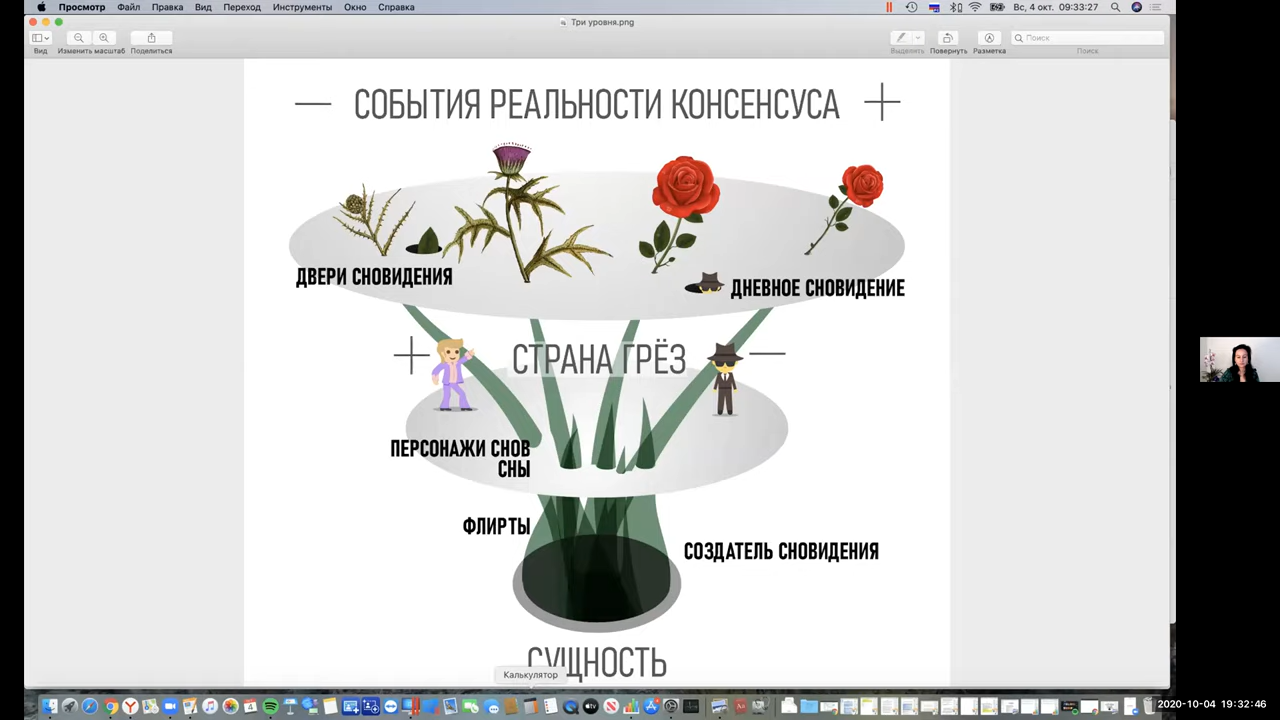 Просмотр Файл Правка Вид Переход Инструменты Окно Справка Вс, 4 окт. 09:33:27
Три уровня.png
Вид Изменить масштаб Поделиться Выделить Повернуть Разметка Поиск
Поиск
— СОБЫТИЯ РЕАЛЬНОСТИ КОНСЕНСУСА +
ДВЕРИ СНОВИДЕНИЯ
ДНЕВНОЕ СНОВИДЕНИЕ
+ СТРАНА ГРЁЗ —
ПЕРСОНАЖИ СНОВ
СНЫ
ФЛИРТЫ
СОЗДАТЕЛЬ СНОВИДЕНИЯ
СУЩНОСТЬ
Калькулятор
2020-10-04 19:32:46